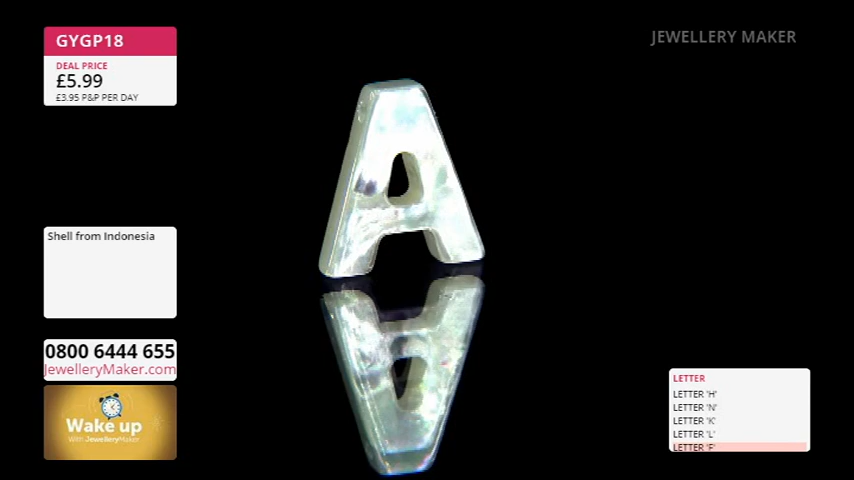 GYGP18
DEAL PRICE
£5.99
£3.95 P&P PER DAY
JEWELLERY MAKER
A
Shell from Indonesia
0800 6444 655
JewelleryMaker.com
Wake up
With JewelleryMaker
LETTER
LETTER 'H'
LETTER 'N'
LETTER 'K'
LETTER 'L'
LETTER 'F'